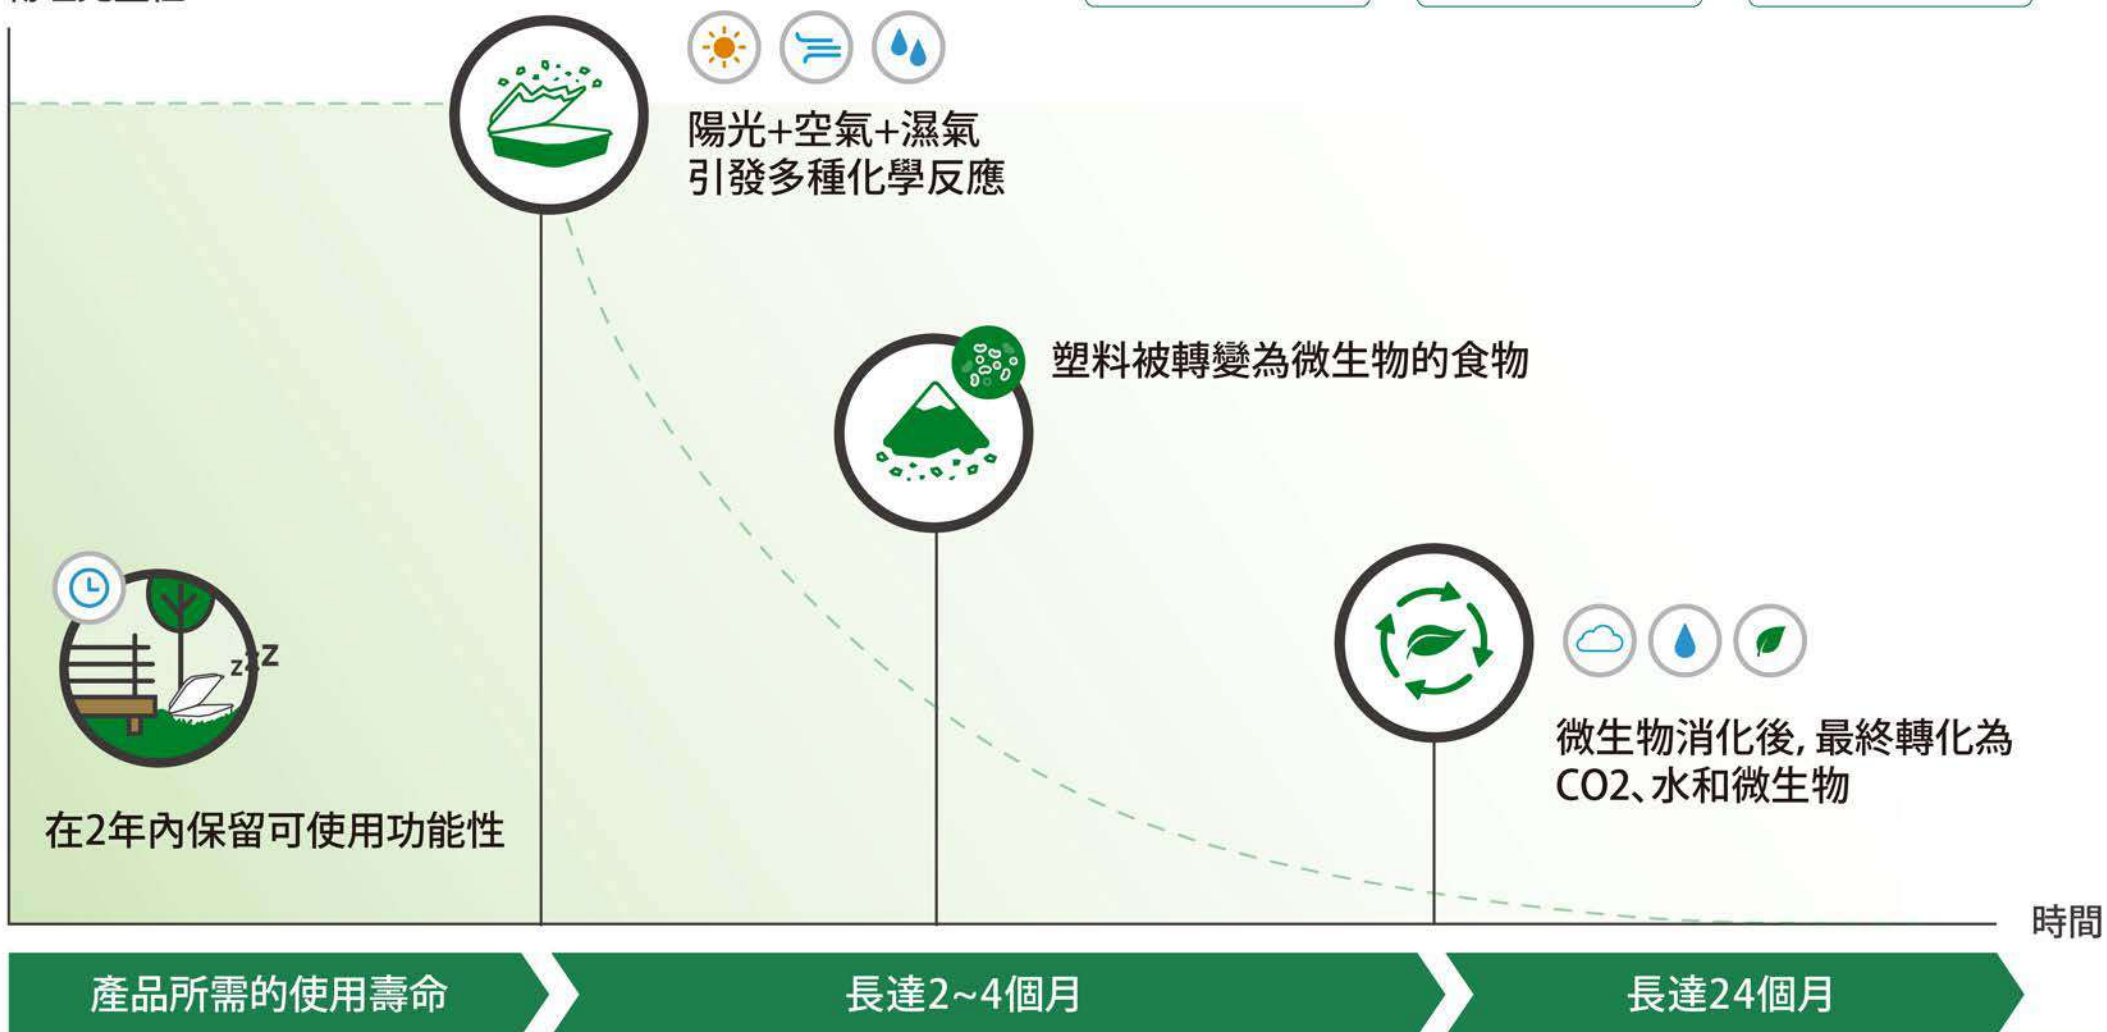 陽光+空氣+濕氣
引發多種化學反應
塑料被轉變為微生物的食物
zzZ
微生物消化後, 最終轉化為
CO2、水和微生物
在2年內保留可使用功能性
時間
產品所需的使用壽命
長達2~4個月
長達24個月